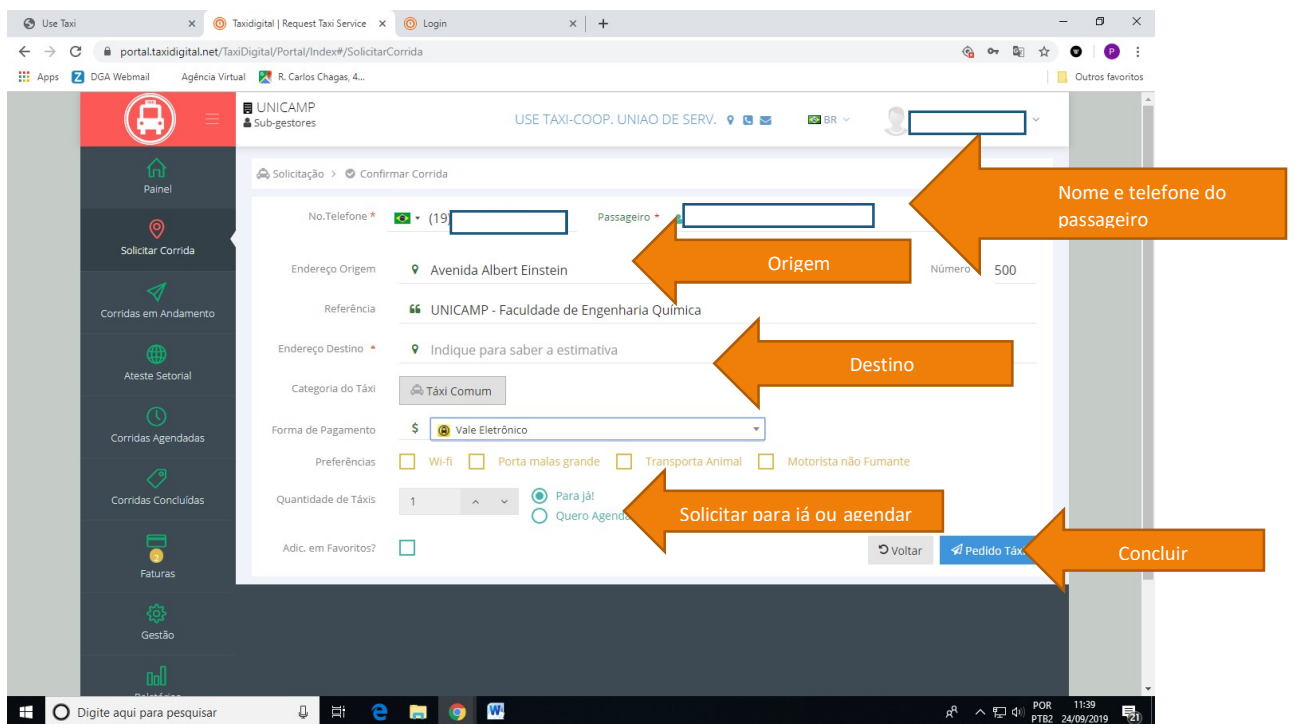 Use Taxi
Taxidigital | Request Taxi Service
Login
portal.taxidigital.net/TaxiDigital/Portal/Index#/SolicitarCorrida
Apps
DGA Webmail
Agência Virtual
R. Carlos Chagas, 4...
Outros favoritos
UNICAMP
Sub-gestores
USE TAXI-COOP. UNIAO DE SERV.
BR
Painel
Solicitar Corrida
Corridas em Andamento
Ateste Setorial
Corridas Agendadas
Corridas Concluídas
2
Faturas
Gestão
Solicitação > Confirmar Corrida
No.Telefone * (19) Passageiro *
Nome e telefone do
passageiro
Endereço Origem Avenida Albert Einstein Número 500
Origem
Referência UNICAMP - Faculdade de Engenharia Química
Endereço Destino * Indique para saber a estimativa
Destino
Categoria do Táxi Táxi Comum
Forma de Pagamento $ Vale Eletrônico
Preferências Wi-fi Porta malas grande Transporta Animal Motorista não Fumante
Quantidade de Táxis 1 Para já!
Quero Agenda
Solicitar para já ou agendar
Adic. em Favoritos? Voltar Pedido Táx
Concluir
Digite aqui para pesquisar
POR
PTB2
11:39
24/09/2019
21